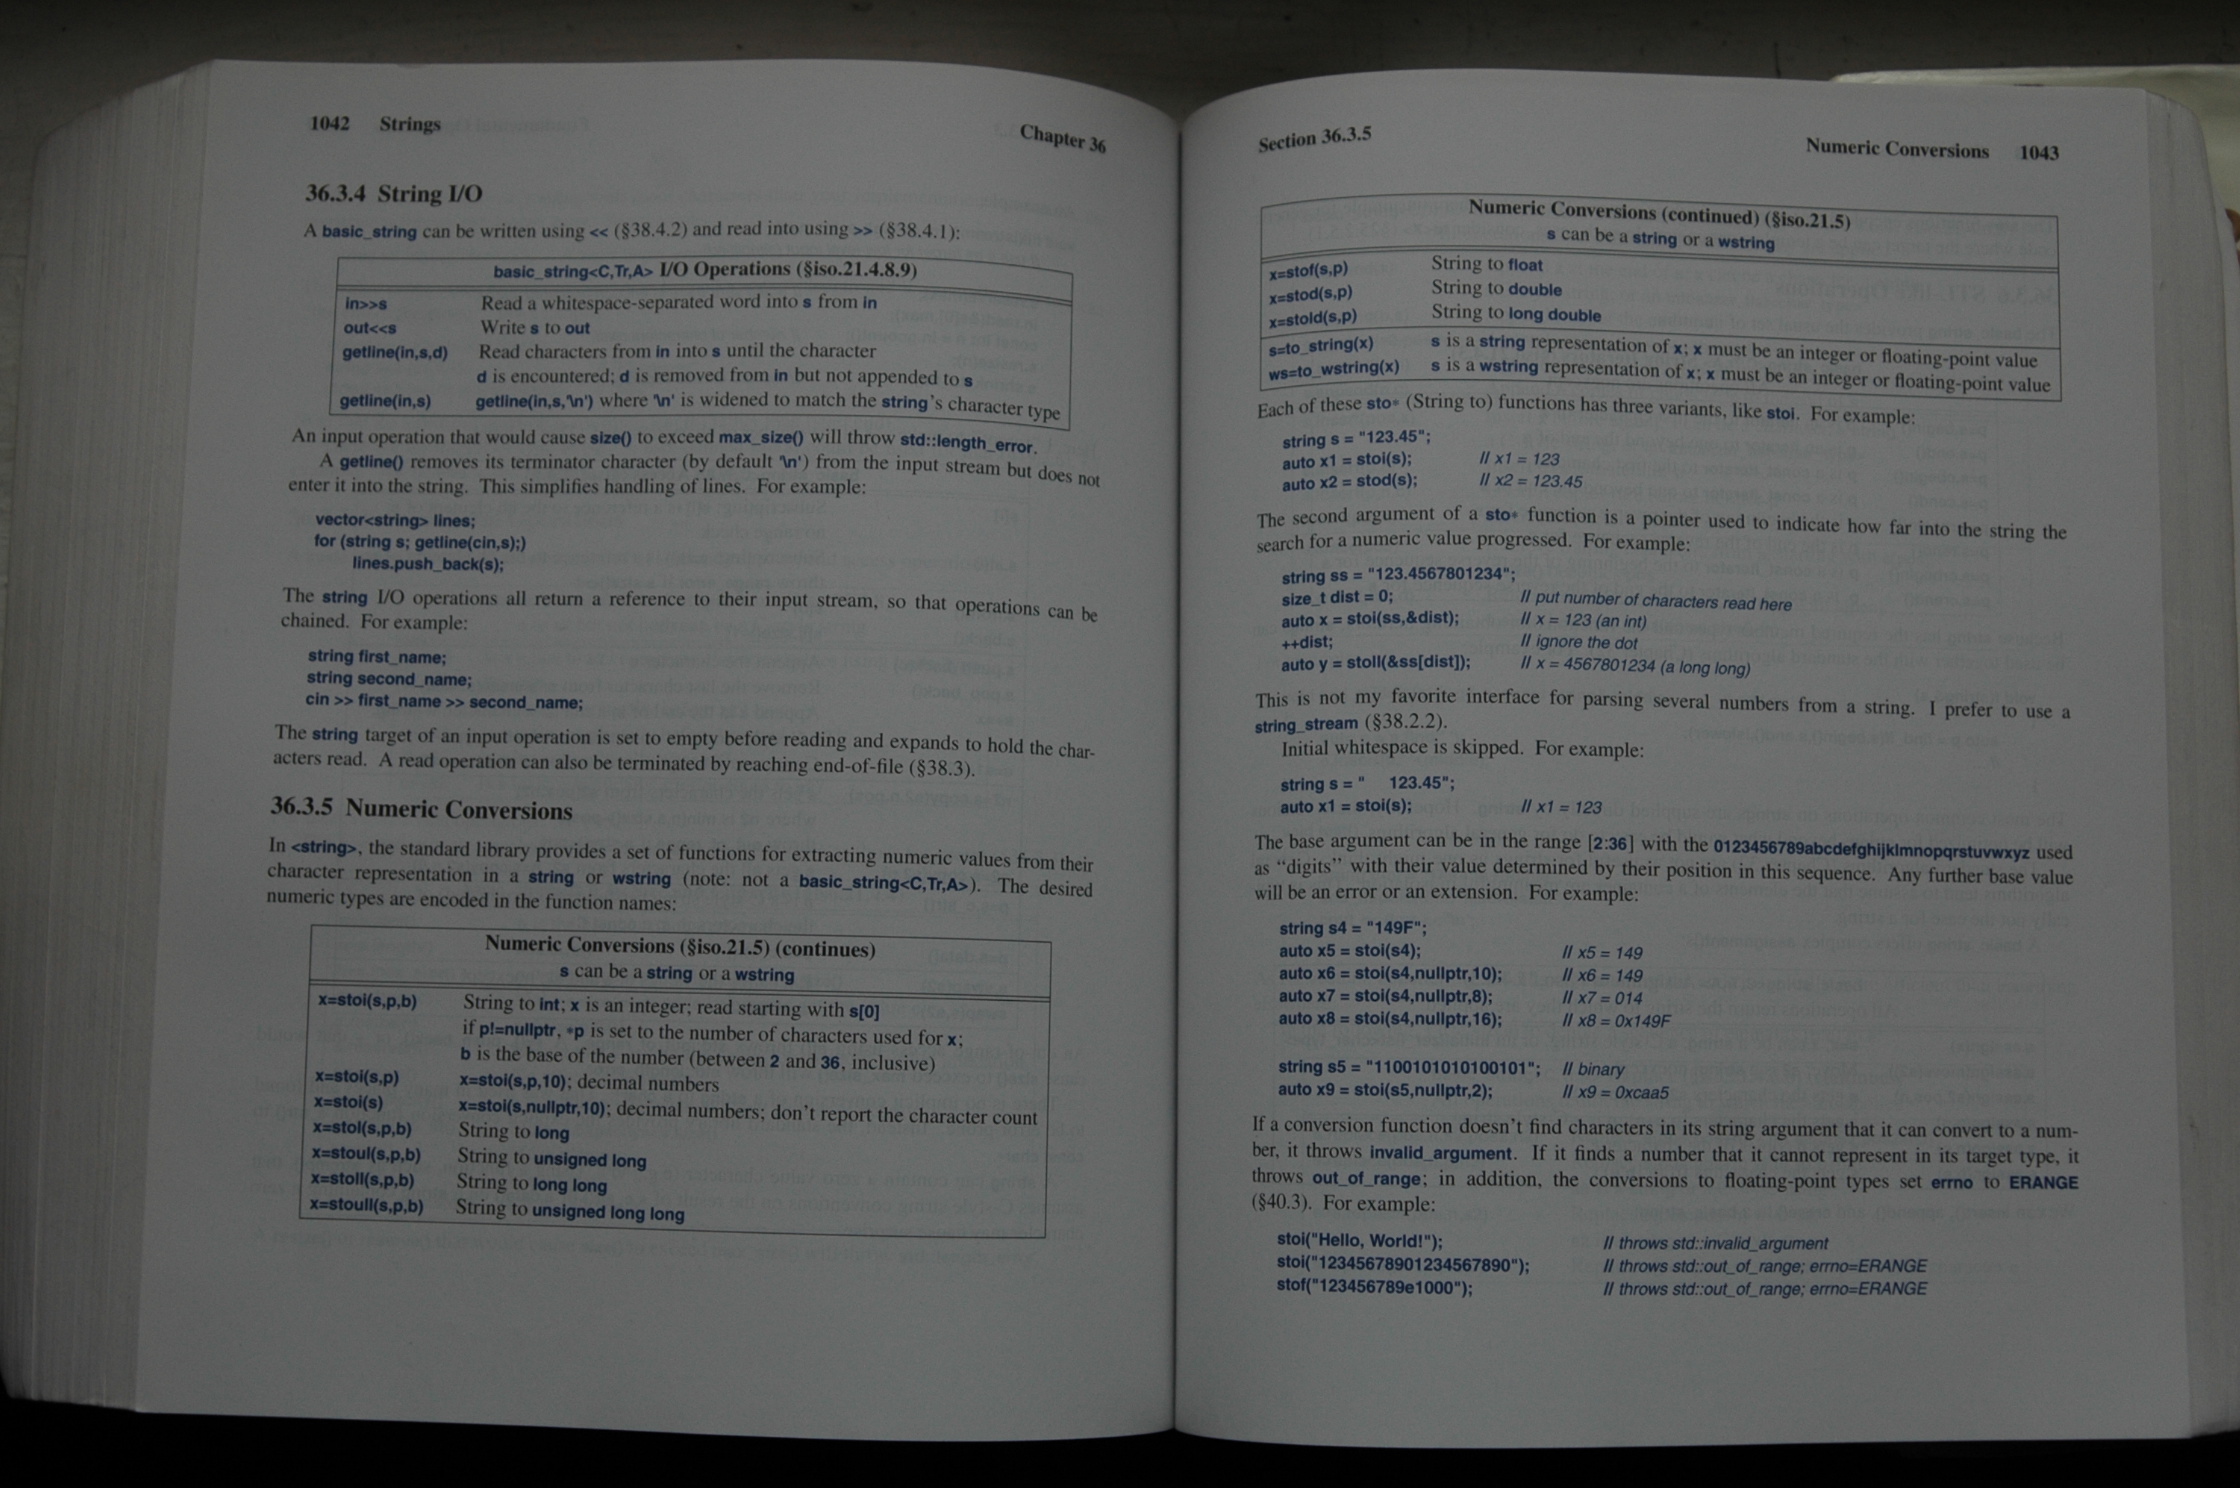 1042 Strings Chapter 36
36.3.4 String I/O
A basic_string can be written using << (§38.4.2) and read into using >> (§38.4.1):
basic_string<C,Tr,A> I/O Operations (§iso.21.4.8.9)
in>>s Read a whitespace-separated word into s from in
out<<s Write s to out
getline(in,s,d) Read characters from in into s until the character
d is encountered; d is removed from in but not appended to s
getline(in,s) getline(in,s,'\n') where '\n' is widened to match the string's character type
An input operation that would cause size() to exceed max_size() will throw std::length_error.
A getline() removes its terminator character (by default '\n') from the input stream but does not
enter it into the string. This simplifies handling of lines. For example:
vector<string> lines;
for (string s; getline(cin,s);)
lines.push_back(s);
The string I/O operations all return a reference to their input stream, so that operations can be
chained. For example:
string first_name;
string second_name;
cin >> first_name >> second_name;
The string target of an input operation is set to empty before reading and expands to hold the char-
acters read. A read operation can also be terminated by reaching end-of-file (§38.3).
36.3.5 Numeric Conversions
In <string>, the standard library provides a set of functions for extracting numeric values from their
character representation in a string or wstring (note: not a basic_string<C,Tr,A>). The desired
numeric types are encoded in the function names:
Numeric Conversions (§iso.21.5) (continues)
s can be a string or a wstring
x=stoi(s,p,b) String to int; x is an integer; read starting with s[0]
if p!=nullptr, *p is set to the number of characters used for x;
b is the base of the number (between 2 and 36, inclusive)
x=stoi(s,p) x=stoi(s,p,10); decimal numbers
x=stoi(s) x=stoi(s,nullptr,10); decimal numbers; don't report the character count
x=stol(s,p,b) String to long
x=stoul(s,p,b) String to unsigned long
x=stoll(s,p,b) String to long long
x=stoull(s,p,b) String to unsigned long long
Section 36.3.5 Numeric Conversions 1043
Numeric Conversions (continued) (§iso.21.5)
s can be a string or a wstring
x=stof(s,p) String to float
x=stod(s,p) String to double
x=stold(s,p) String to long double
s=to_string(x) s is a string representation of x; x must be an integer or floating-point value
ws=to_wstring(x) s is a wstring representation of x; x must be an integer or floating-point value
Each of these sto* (String to) functions has three variants, like stoi. For example:
string s = "123.45";
auto x1 = stoi(s); // x1 = 123
auto x2 = stod(s); // x2 = 123.45
The second argument of a sto* function is a pointer used to indicate how far into the string the
search for a numeric value progressed. For example:
string ss = "123.4567801234";
size_t dist = 0; // put number of characters read here
auto x = stoi(ss,&dist); // x = 123 (an int)
++dist; // ignore the dot
auto y = stoll(&ss[dist]); // x = 4567801234 (a long long)
This is not my favorite interface for parsing several numbers from a string. I prefer to use a
string_stream (§38.2.2).
Initial whitespace is skipped. For example:
string s = " 123.45";
auto x1 = stoi(s); // x1 = 123
The base argument can be in the range [2:36] with the 0123456789abcdefghijklmnopqrstuvwxyz used
as "digits" with their value determined by their position in this sequence. Any further base value
will be an error or an extension. For example:
string s4 = "149F";
auto x5 = stoi(s4); // x5 = 149
auto x6 = stoi(s4,nullptr,10); // x6 = 149
auto x7 = stoi(s4,nullptr,8); // x7 = 014
auto x8 = stoi(s4,nullptr,16); // x8 = 0x149F
string s5 = "1100101010100101"; // binary
auto x9 = stoi(s5,nullptr,2); // x9 = 0xcaa5
If a conversion function doesn't find characters in its string argument that it can convert to a num-
ber, it throws invalid_argument. If it finds a number that it cannot represent in its target type, it
throws out_of_range; in addition, the conversions to floating-point types set errno to ERANGE
(§40.3). For example:
stoi("Hello, World!"); // throws std::invalid_argument
stoi("12345678901234567890"); // throws std::out_of_range; errno=ERANGE
stof("123456789e1000"); // throws std::out_of_range; errno=ERANGE